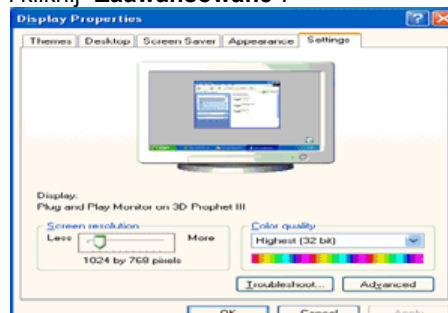 kliknij "Zaawansowane".
Display Properties
Themes Desktop Screen Saver Appearance Settings
Display:
Plug and Play Monitor on 3D Prophet III
Screen resolution
Less More
1024 by 768 pixels
Color quality
Highest (32 bit)
Troubleshoot... Advanced
OK Cancel Apply